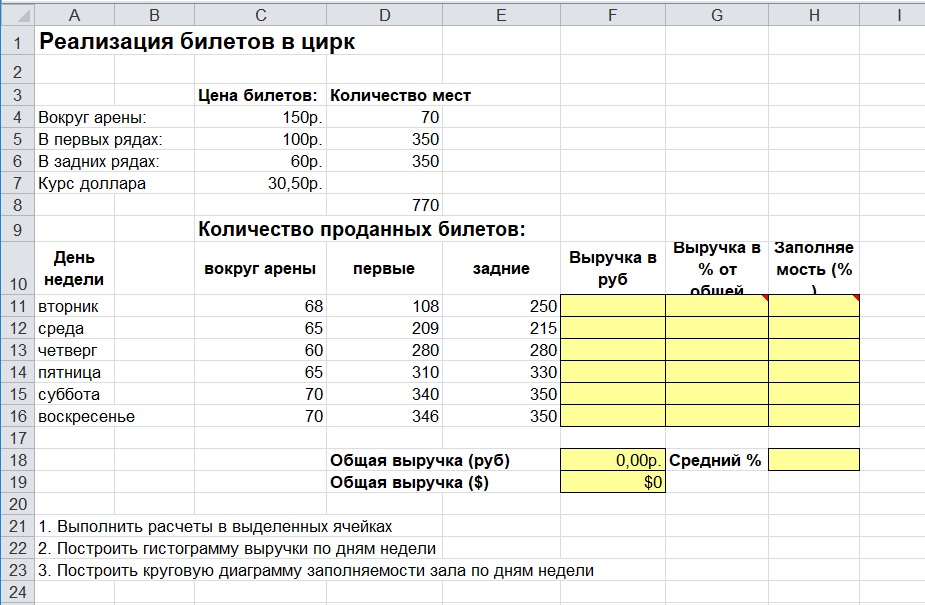 A B C D E F G H I
1 Реализация билетов в цирк
2
3 Цена билетов: Количество мест
4 Вокруг арены: 150р. 70
5 В первых рядах: 100р. 350
6 В задних рядах: 60р. 350
7 Курс доллара 30,50р.
8 770
9 Количество проданных билетов:
10 День недели вокруг арены первые задние Выручка в руб Выручка в % от общей Заполняе мость (% )
11 вторник 68 108 250
12 среда 65 209 215
13 четверг 60 280 280
14 пятница 65 310 330
15 суббота 70 340 350
16 воскресенье 70 346 350
17
18 Общая выручка (руб) 0,00р. Средний %
19 Общая выручка ($) $0
20
21 1. Выполнить расчеты в выделенных ячейках
22 2. Построить гистограмму выручки по дням недели
23 3. Построить круговую диаграмму заполняемости зала по дням недели
24